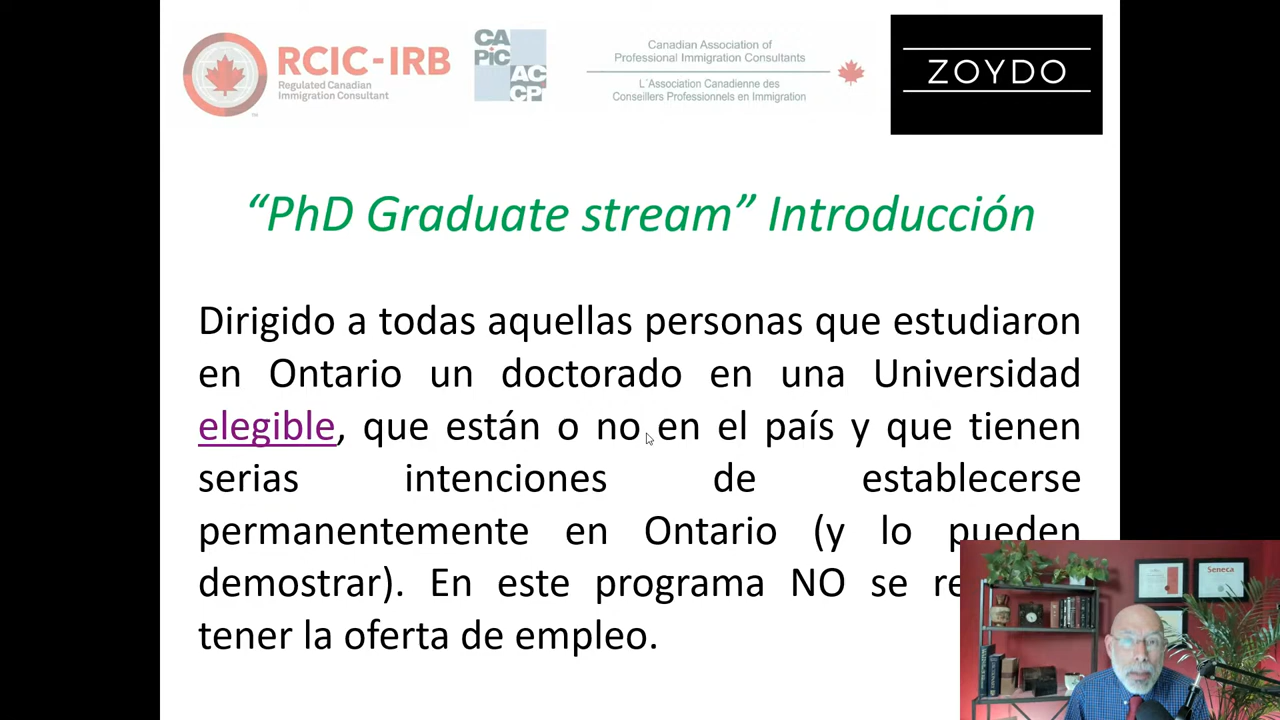 RCIC-IRB
Regulated Canadian
Immigration Consultant
CA
PiC
AC
CP
Canadian Association of
Professional Immigration Consultants
L´Association Canadienne des
Conseillers Professionnels en Immigration
ZOYDO
“PhD Graduate stream” Introducción
Dirigido a todas aquellas personas que estudiaron
en Ontario un doctorado en una Universidad
elegible, que están o no en el país y que tienen
serias intenciones de establecerse
permanentemente en Ontario (y lo pueden
demostrar). En este programa NO se
tener la oferta de empleo.
Seneca